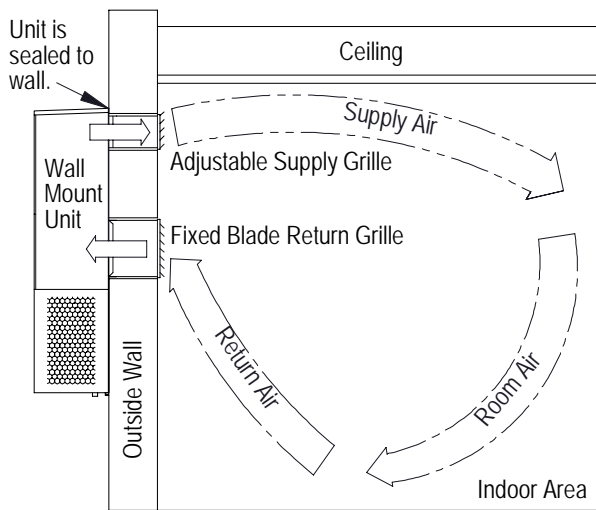 Unit is
sealed to
wall.
Ceiling
Supply Air
Adjustable Supply Grille
Wall
Mount
Unit
Fixed Blade Return Grille
Return Air
Room Air
Outside Wall
Indoor Area